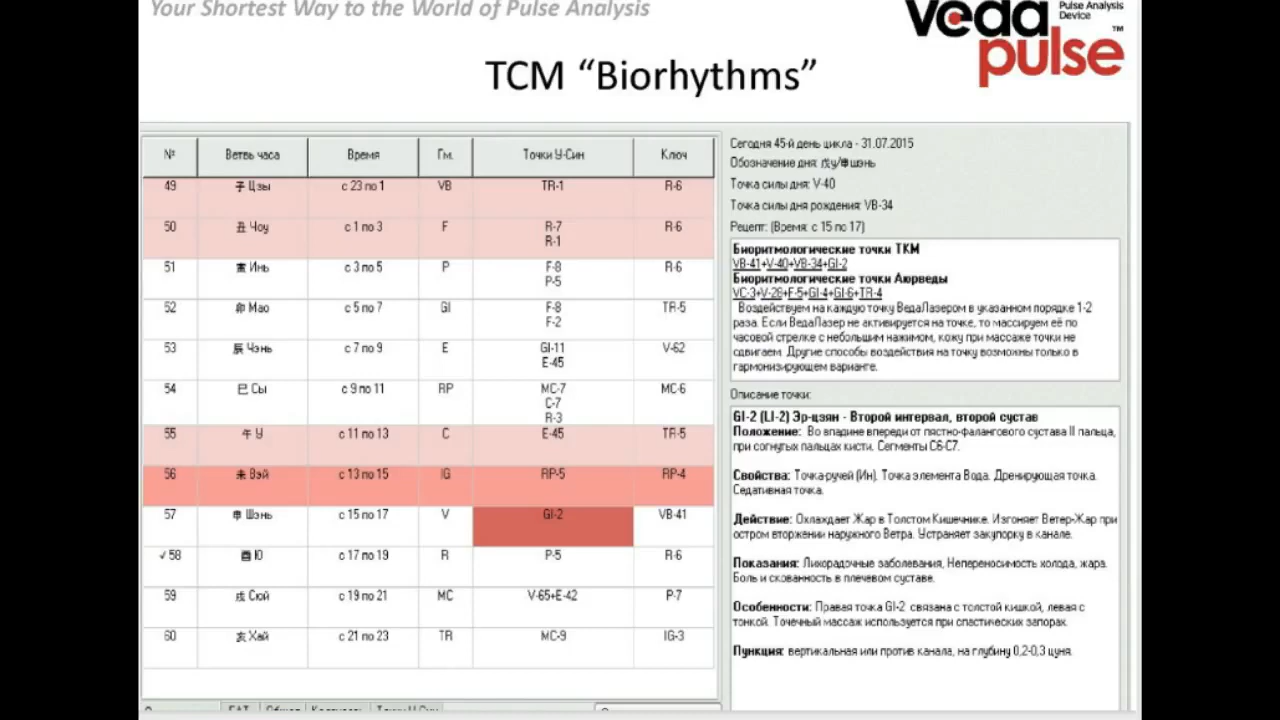 Your Shortest Way to the World of Pulse Analysis
veda pulse Pulse Analysis Device ™
TCM “Biorhythms”
№ Ветвь часа Время Гм. Точки У-Син Ключ
49 子 Цзы с 23 по 1 VB TR-1 R-6
50 丑 Чоу с 1 по 3 F R-7 R-6
R-1
51 寅 Инь с 3 по 5 P F-8 R-6
P-5
52 卯 Мао с 5 по 7 GI F-8 TR-5
F-2
53 辰 Чэнь с 7 по 9 E GI-11 V-62
E-45
54 巳 Сы с 9 по 11 RP MC-7 MC-6
C-7
R-3
55 午 У с 11 по 13 C E-45 TR-5
56 未 Вэй с 13 по 15 IG RP-5 RP-4
57 申 Шэнь с 15 по 17 V GI-2 VB-41
√ 58 酉 Ю с 17 по 19 R P-5 R-6
59 戌 Сюй с 19 по 21 MC V-65+E-42 P-7
60 亥 Хай с 21 по 23 TR MC-9 IG-3
Сегодня 45-й день цикла - 31.07.2015
Обозначение дня: 戊у/申шэнь
Точка силы дня: V-40
Точка силы дня рождения: VB-34
Рецепт: (Время: с 15 по 17)
Биоритмологические точки ТКМ
VB-41+V-40+VB-34+GI-2
Биоритмологические точки Аюрведы
VC-3+V-28+F-5+GI-4+GI-6+TR-4
Воздействуем на каждую точку ВедаЛазером в указанном порядке 1-2
раза. Если ВедаЛазер не активируется на точке, то массируем её по
часовой стрелке с небольшим нажимом, кожу при массаже точки не
сдвигаем. Другие способы воздействия на точку возможны только в
гармонизирующем варианте.
Описание точки:
GI-2 (LI-2) Эр-цзян - Второй интервал, второй сустав
Положение: Во впадине впереди от пястно-фалангового сустава II пальца,
при согнутых пальцах кисти. Сегменты C6-C7.
Свойства: Точка-ручей (Ин). Точка элемента Вода. Дренирующая точка.
Седативная точка.
Действие: Охлаждает Жар в Толстом Кишечнике. Изгоняет Ветер-Жар при
остром вторжении наружного Ветра. Устраняет закупорку в канале.
Показания: Лихорадочные заболевания, Непереносимость холода, жара.
Боль и скованность в плечевом суставе.
Особенности: Правая точка GI-2 связана с толстой кишкой, левая с
тонкой. Точечный массаж используется при спастических запорах.
Пункция: вертикальная или против канала, на глубину 0,2-0,3 цуня.